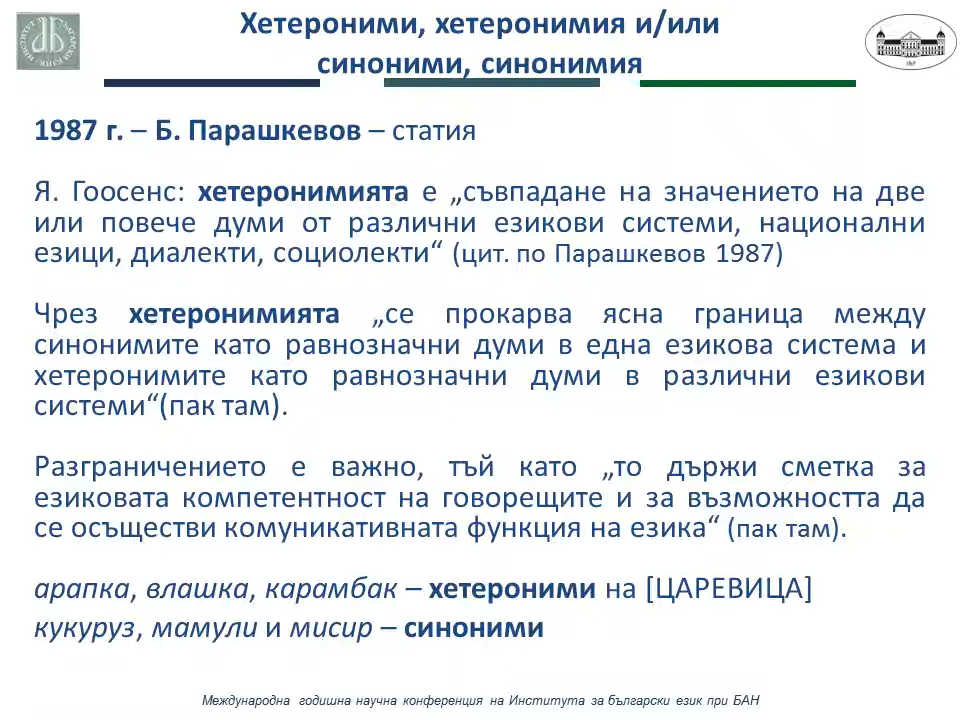 Хетероними, хетеронимия и/или
синоними, синонимия
1987 г. – Б. Парашкевов – статия
Я. Гоосенс: хетеронимията е „съвпадане на значението на две
или повече думи от различни езикови системи, национални
езици, диалекти, социолекти“ (цит. по Парашкевов 1987)
Чрез хетеронимията „се прокарва ясна граница между
синонимите като равнозначни думи в една езикова система и
хетеронимите като равнозначни думи в различни езикови
системи“(пак там).
Разграничението е важно, тъй като „то държи сметка за
езиковата компетентност на говорещите и за възможността да
се осъществи комуникативната функция на езика“ (пак там).
арапка, влашка, карамбак – хетероними на [ЦАРЕВИЦА]
кукуруз, мамули и мисир – синоними
Международна годишна научна конференция на Института за български език при БАН